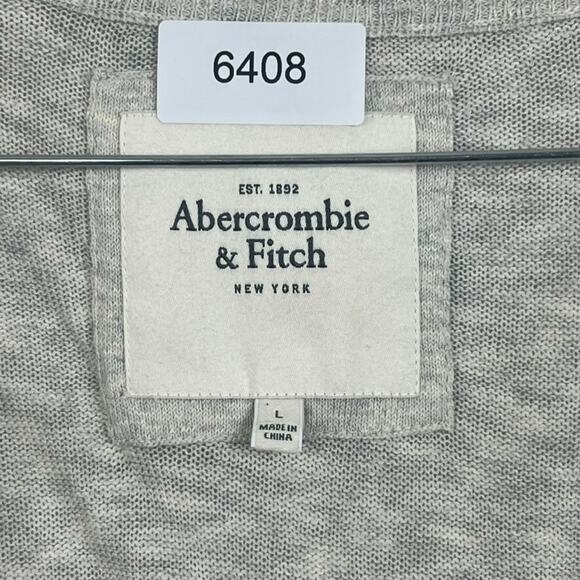 6408
EST. 1892
Abercrombie
& Fitch
NEW YORK
L
MADE IN
CHINA